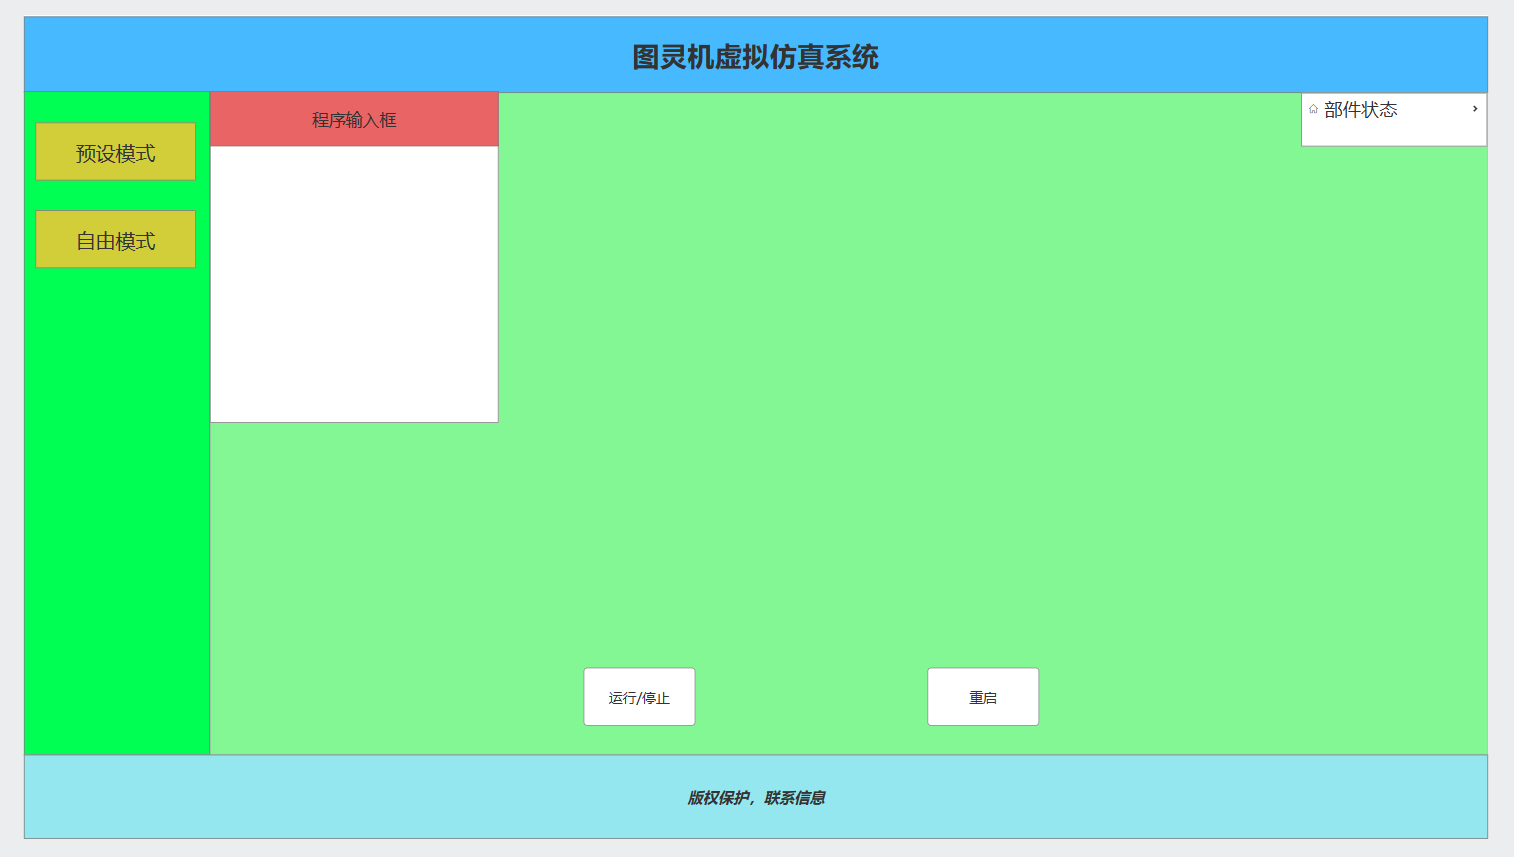 图灵机虚拟仿真系统
预设模式
自由模式
程序输入框
部件状态
运行/停止
重启
版权保护，联系信息